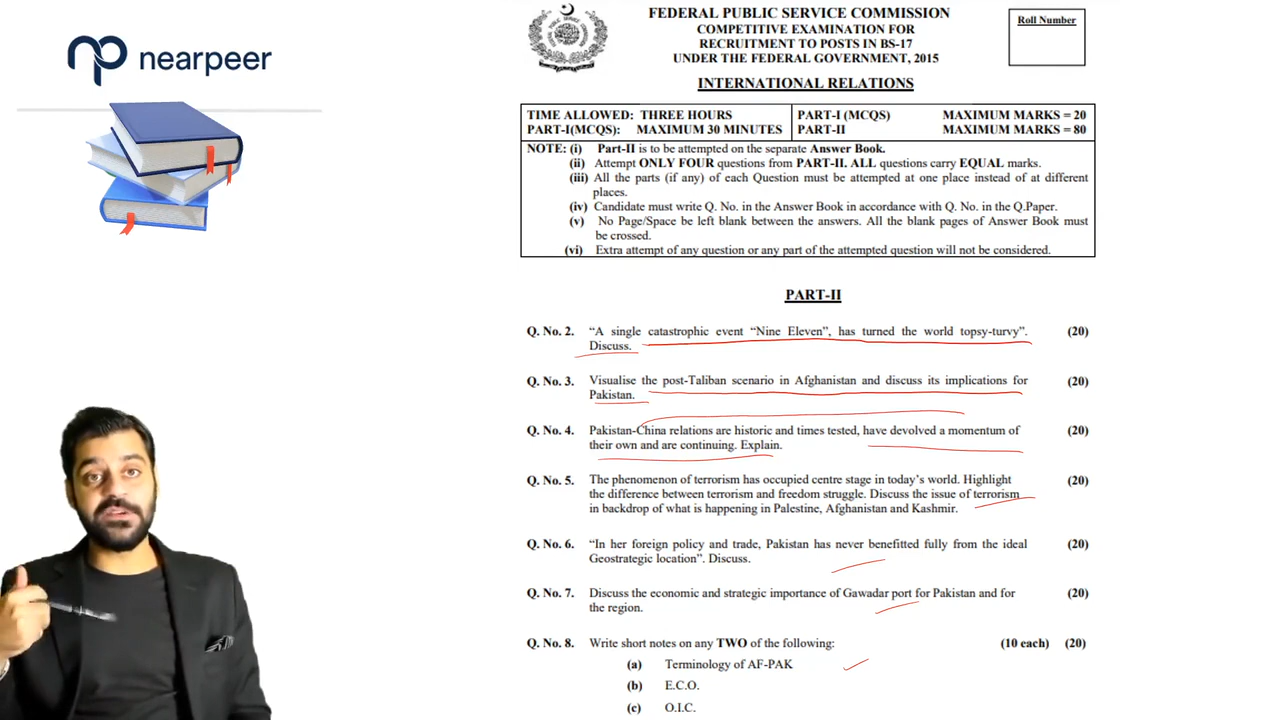 nearpeer
FEDERAL PUBLIC SERVICE COMMISSION
COMPETITIVE EXAMINATION FOR
RECRUITMENT TO POSTS IN BS-17
UNDER THE FEDERAL GOVERNMENT, 2015
Roll Number
INTERNATIONAL RELATIONS
TIME ALLOWED: THREE HOURS
PART-I(MCQS): MAXIMUM 30 MINUTES
PART-I (MCQS) MAXIMUM MARKS = 20
PART-II MAXIMUM MARKS = 80
NOTE: (i) Part-II is to be attempted on the separate Answer Book.
(ii) Attempt ONLY FOUR questions from PART-II. ALL questions carry EQUAL marks.
(iii) All the parts (if any) of each Question must be attempted at one place instead of at different
places.
(iv) Candidate must write Q. No. in the Answer Book in accordance with Q. No. in the Q.Paper.
(v) No Page/Space be left blank between the answers. All the blank pages of Answer Book must
be crossed.
(vi) Extra attempt of any question or any part of the attempted question will not be considered.
PART-II
Q. No. 2. “A single catastrophic event “Nine Eleven”, has turned the world topsy-turvy”. (20)
Discuss.
Q. No. 3. Visualise the post-Taliban scenario in Afghanistan and discuss its implications for (20)
Pakistan.
Q. No. 4. Pakistan-China relations are historic and times tested, have devolved a momentum of (20)
their own and are continuing. Explain.
Q. No. 5. The phenomenon of terrorism has occupied centre stage in today’s world. Highlight (20)
the difference between terrorism and freedom struggle. Discuss the issue of terrorism
in backdrop of what is happening in Palestine, Afghanistan and Kashmir.
Q. No. 6. “In her foreign policy and trade, Pakistan has never benefitted fully from the ideal (20)
Geostrategic location”. Discuss.
Q. No. 7. Discuss the economic and strategic importance of Gawadar port for Pakistan and for (20)
the region.
Q. No. 8. Write short notes on any TWO of the following: (10 each) (20)
(a) Terminology of AF-PAK
(b) E.C.O.
(c) O.I.C.